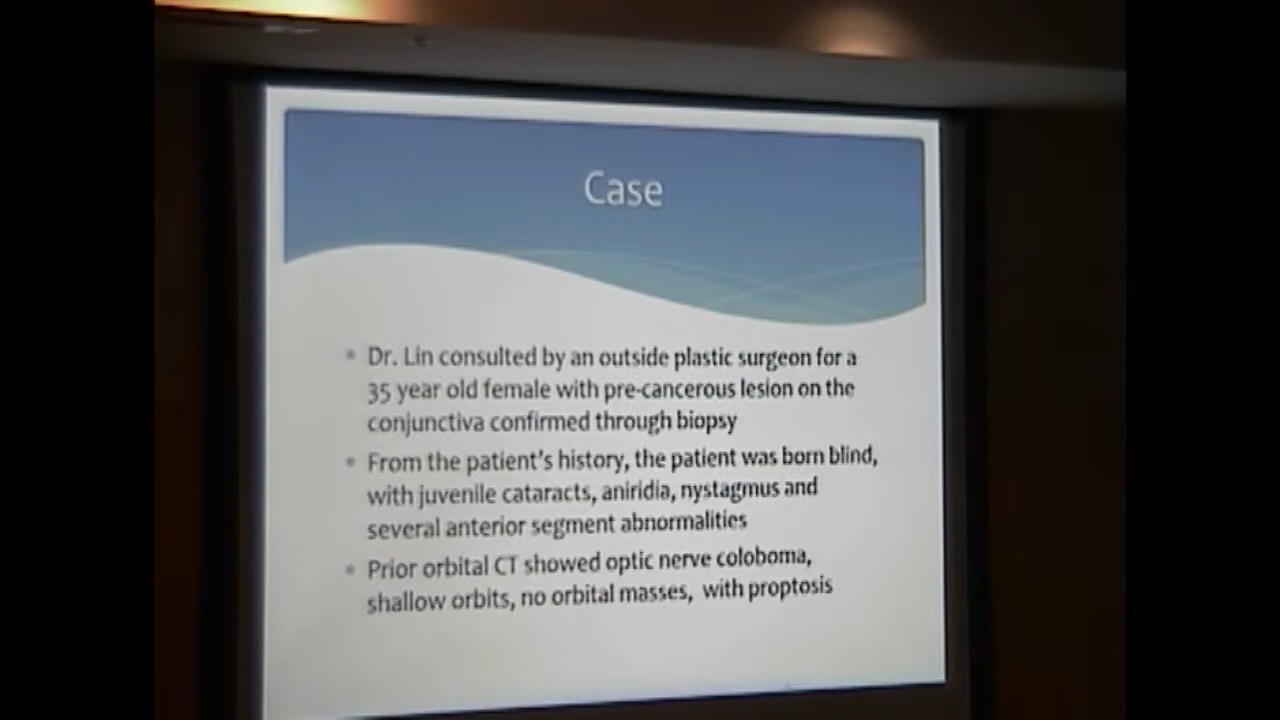 Case
• Dr. Lin consulted by an outside plastic surgeon for a
35 year old female with pre-cancerous lesion on the
conjunctiva confirmed through biopsy
• From the patient's history, the patient was born blind,
with juvenile cataracts, aniridia, nystagmus and
several anterior segment abnormalities
• Prior orbital CT showed optic nerve coloboma,
shallow orbits, no orbital masses, with proptosis